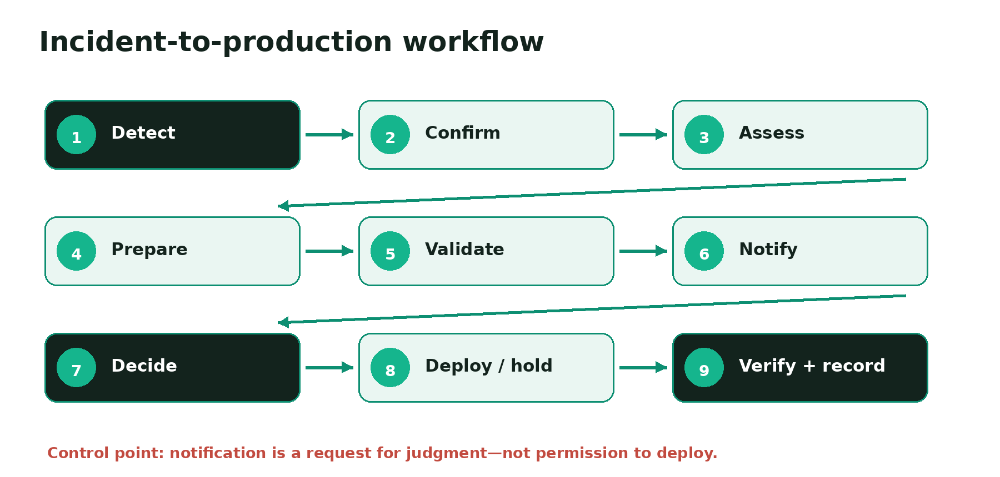 Incident-to-production workflow
1 Detect
2 Confirm
3 Assess
4 Prepare
5 Validate
6 Notify
7 Decide
8 Deploy / hold
9 Verify + record
Control point: notification is a request for judgment—not permission to deploy.